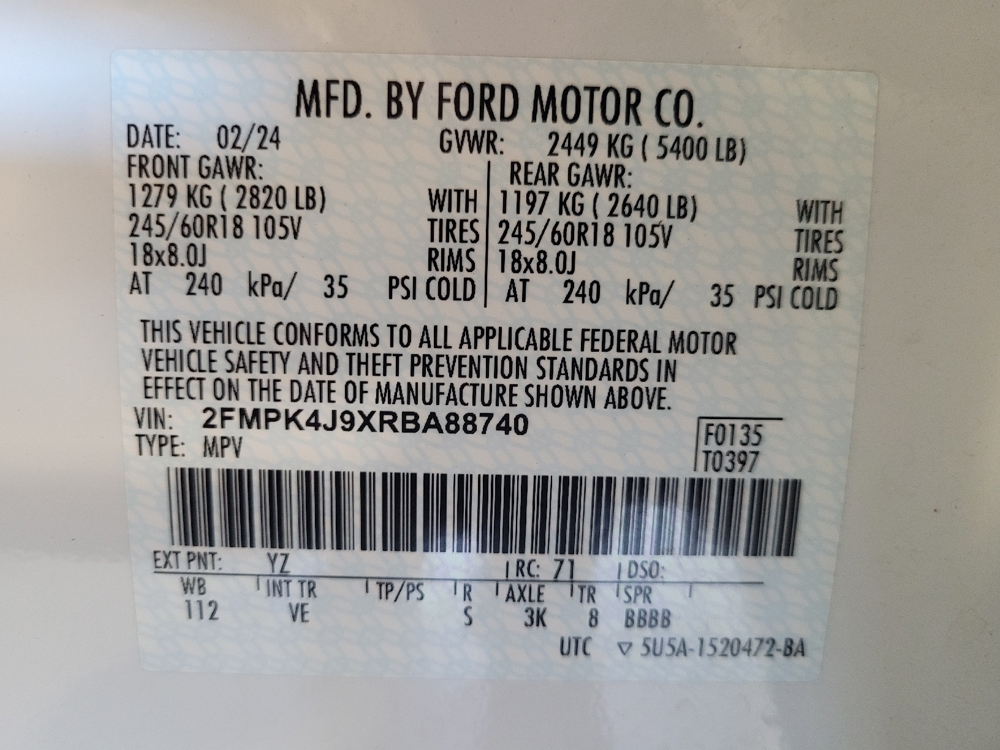 MFD. BY FORD MOTOR CO.
DATE: 02/24 GVWR: 2449 KG ( 5400 LB)
FRONT GAWR: REAR GAWR:
1279 KG ( 2820 LB) WITH 1197 KG ( 2640 LB) WITH
245/60R18 105V TIRES 245/60R18 105V TIRES
18x8.0J RIMS 18x8.0J RIMS
AT 240 kPa/ 35 PSI COLD AT 240 kPa/ 35 PSI COLD
THIS VEHICLE CONFORMS TO ALL APPLICABLE FEDERAL MOTOR
VEHICLE SAFETY AND THEFT PREVENTION STANDARDS IN
EFFECT ON THE DATE OF MANUFACTURE SHOWN ABOVE.
VIN: 2FMPK4J9XRBA88740
TYPE: MPV
F0135
T0397
EXT PNT: YZ RC: 71 DSO:
WB INT TR TP/PS R AXLE TR SPR
112 VE S 3K 8 BBBB
UTC ▽ 5U5A-1520472-BA